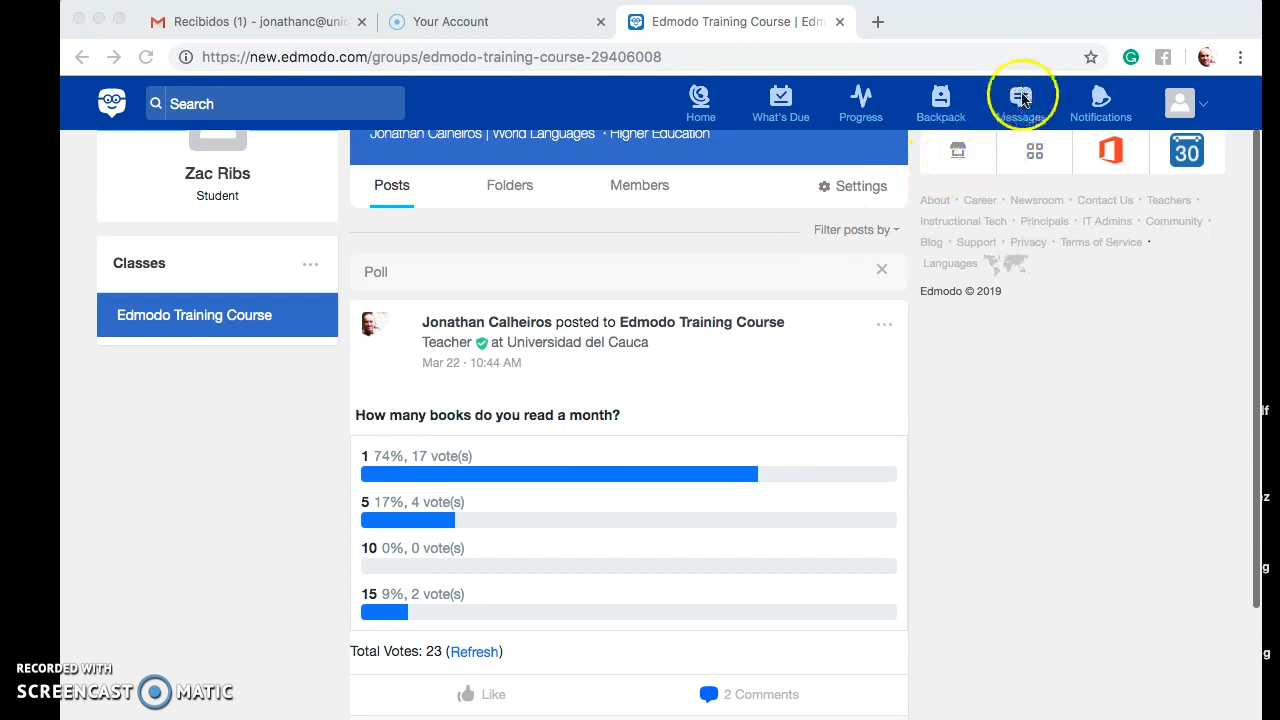 Recibidos (1) - jonathanc@unic
Your Account
Edmodo Training Course | Edm
https://new.edmodo.com/groups/edmodo-training-course-29406008
Search
Home
What's Due
Progress
Backpack
Messages
Notifications
Jonathan Calheiros | World Languages · Higher Education
30
Zac Ribs
Student
Posts
Folders
Members
Settings
About · Career · Newsroom · Contact Us · Teachers ·
Instructional Tech · Principals · IT Admins · Community ·
Blog · Support · Privacy · Terms of Service ·
Languages
Edmodo © 2019
Filter posts by
Classes
Edmodo Training Course
Poll
Jonathan Calheiros posted to Edmodo Training Course
Teacher at Universidad del Cauca
Mar 22 · 10:44 AM
How many books do you read a month?
1 74%, 17 vote(s)
5 17%, 4 vote(s)
10 0%, 0 vote(s)
15 9%, 2 vote(s)
Total Votes: 23 (Refresh)
Like
2 Comments
RECORDED WITH
SCREENCAST MATIC